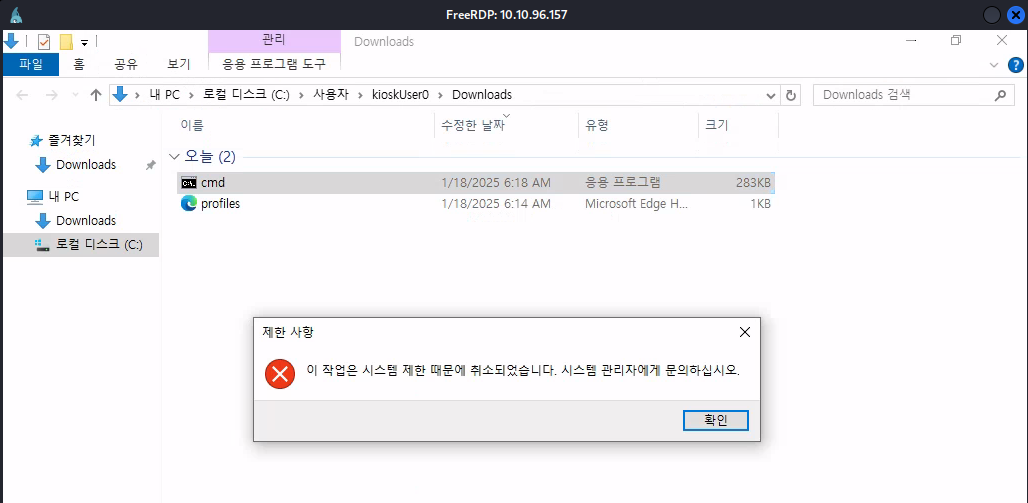 FreeRDP: 10.10.96.157
관리
Downloads
파일 홈 공유 보기 응용 프로그램 도구
내 PC 로컬 디스크 (C:) 사용자 kioskUser0 Downloads
Downloads 검색
이름 수정한 날짜 유형 크기
즐겨찾기
Downloads
내 PC
Downloads
로컬 디스크 (C:)
오늘 (2)
cmd 1/18/2025 6:18 AM 응용 프로그램 283KB
profiles 1/18/2025 6:14 AM Microsoft Edge H... 1KB
제한 사항
이 작업은 시스템 제한 때문에 취소되었습니다. 시스템 관리자에게 문의하십시오.
확인